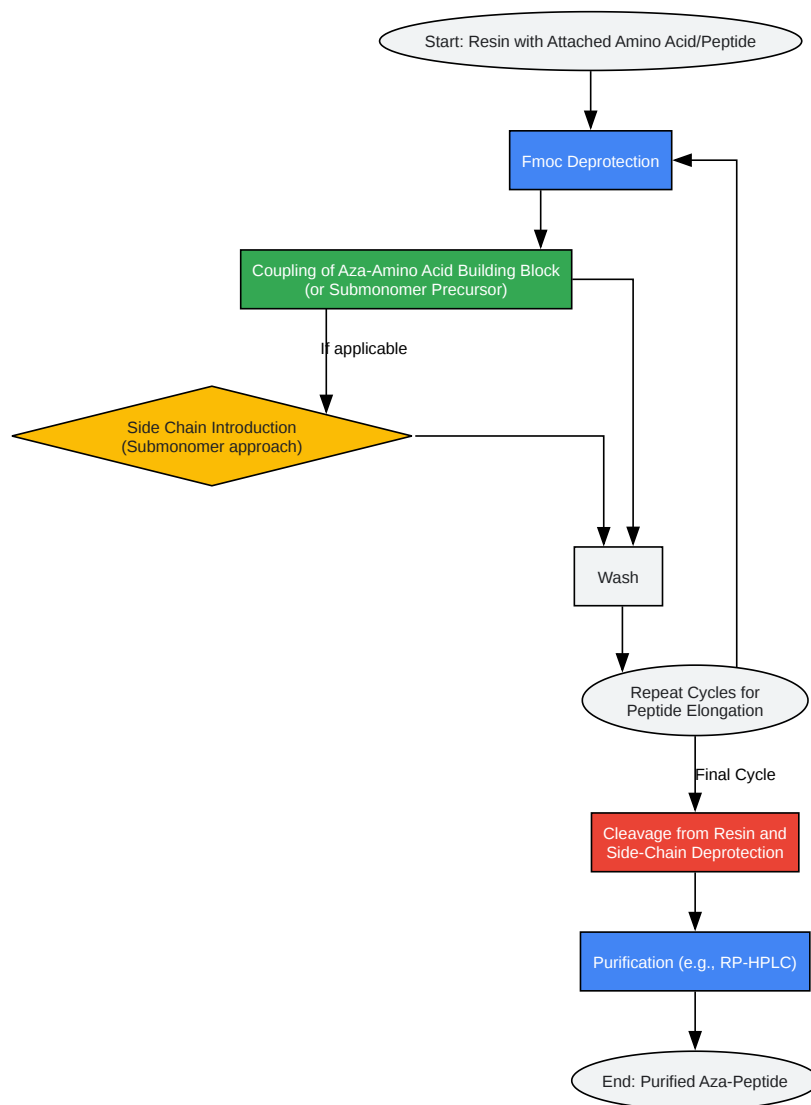 Start: Resin with Attached Amino Acid/Peptide
Fmoc Deprotection
Coupling of Aza-Amino Acid Building Block
(or Submonomer Precursor)
If applicable
Side Chain Introduction
(Submonomer approach)
Wash
Repeat Cycles for
Peptide Elongation
Final Cycle
Cleavage from Resin and
Side-Chain Deprotection
Purification (e.g., RP-HPLC)
End: Purified Aza-Peptide